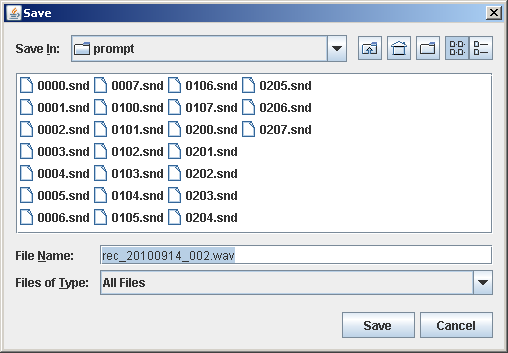 Save
Save In: prompt
0000.snd 0007.snd 0106.snd 0205.snd
0001.snd 0100.snd 0107.snd 0206.snd
0002.snd 0101.snd 0200.snd 0207.snd
0003.snd 0102.snd 0201.snd
0004.snd 0103.snd 0202.snd
0005.snd 0104.snd 0203.snd
0006.snd 0105.snd 0204.snd
File Name: rec_20100914_002.wav
Files of Type: All Files
Save Cancel